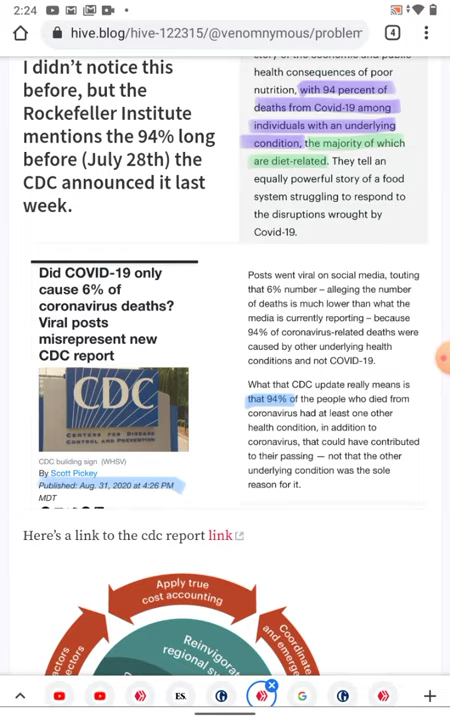 2:24
hive.blog/hive-122315/@venomnymous/problem
4
I didn't notice this
before, but the
Rockefeller Institute
mentions the 94% long
before (July 28th) the
CDC announced it last
week.
health consequences of poor
nutrition, with 94 percent of
deaths from Covid-19 among
individuals with an underlying
condition, the majority of which
are diet-related. They tell an
equally powerful story of a food
system struggling to respond to
the disruptions wrought by
Covid-19.
Did COVID-19 only
cause 6% of
coronavirus deaths?
Viral posts
misrepresent new
CDC report
CDC
CENTERS FOR DISEASE
CONTROL AND PREVENTION
CDC building sign (WHSV)
By Scott Pickey
Published: Aug. 31, 2020 at 4:26 PM
MDT
Posts went viral on social media, touting
that 6% number – alleging the number
of deaths is much lower than what the
media is currently reporting – because
94% of coronavirus-related deaths were
caused by other underlying health
conditions and not COVID-19.
What that CDC update really means is
that 94% of the people who died from
coronavirus had at least one other
health condition, in addition to
coronavirus, that could have contributed
to their passing — not that the other
underlying condition was the sole
reason for it.
Here's a link to the cdc report link
Apply true
cost accounting
Reinvigorat
regional sy
Coordinate
and emerge
actors
ectors
ES.
G